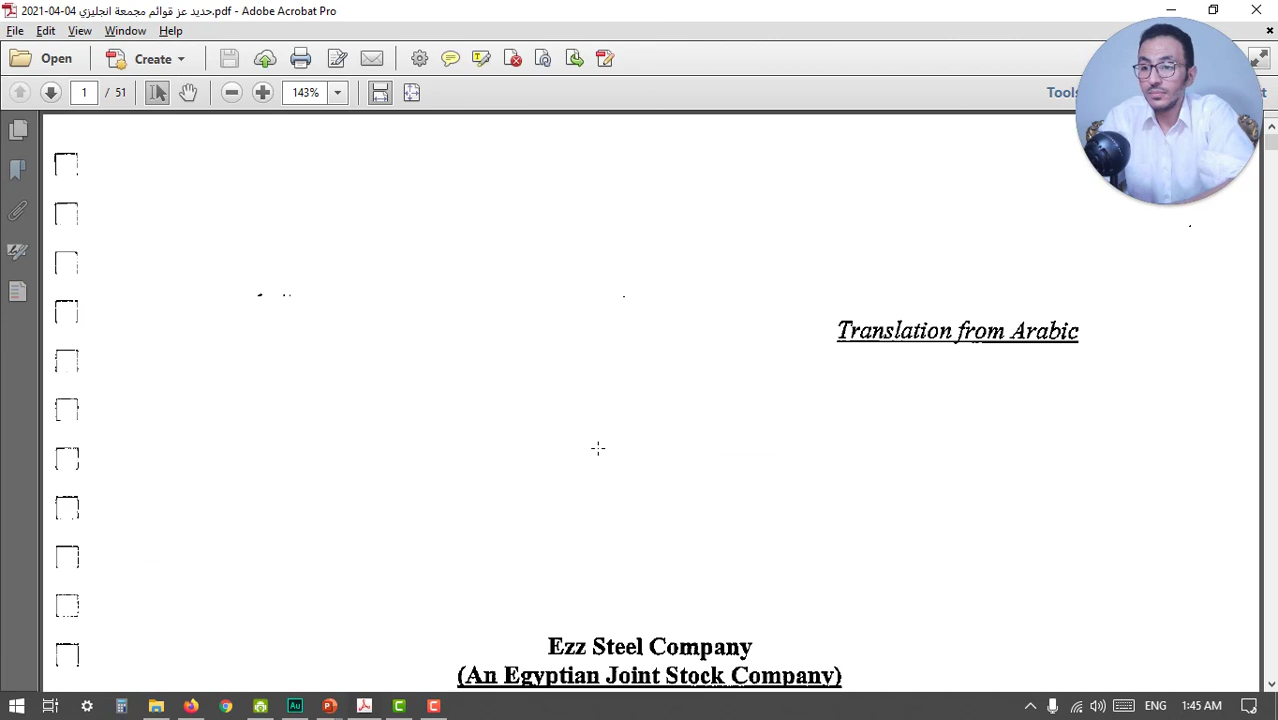 حديد عز قوائم مجمعة انجليزي 2021-04-04.pdf - Adobe Acrobat Pro
File Edit View Window Help
Open Create
1 / 51 143% Tools
Translation from Arabic
Ezz Steel Company
(An Egyptian Joint Stock Company)
ENG 1:45 AM